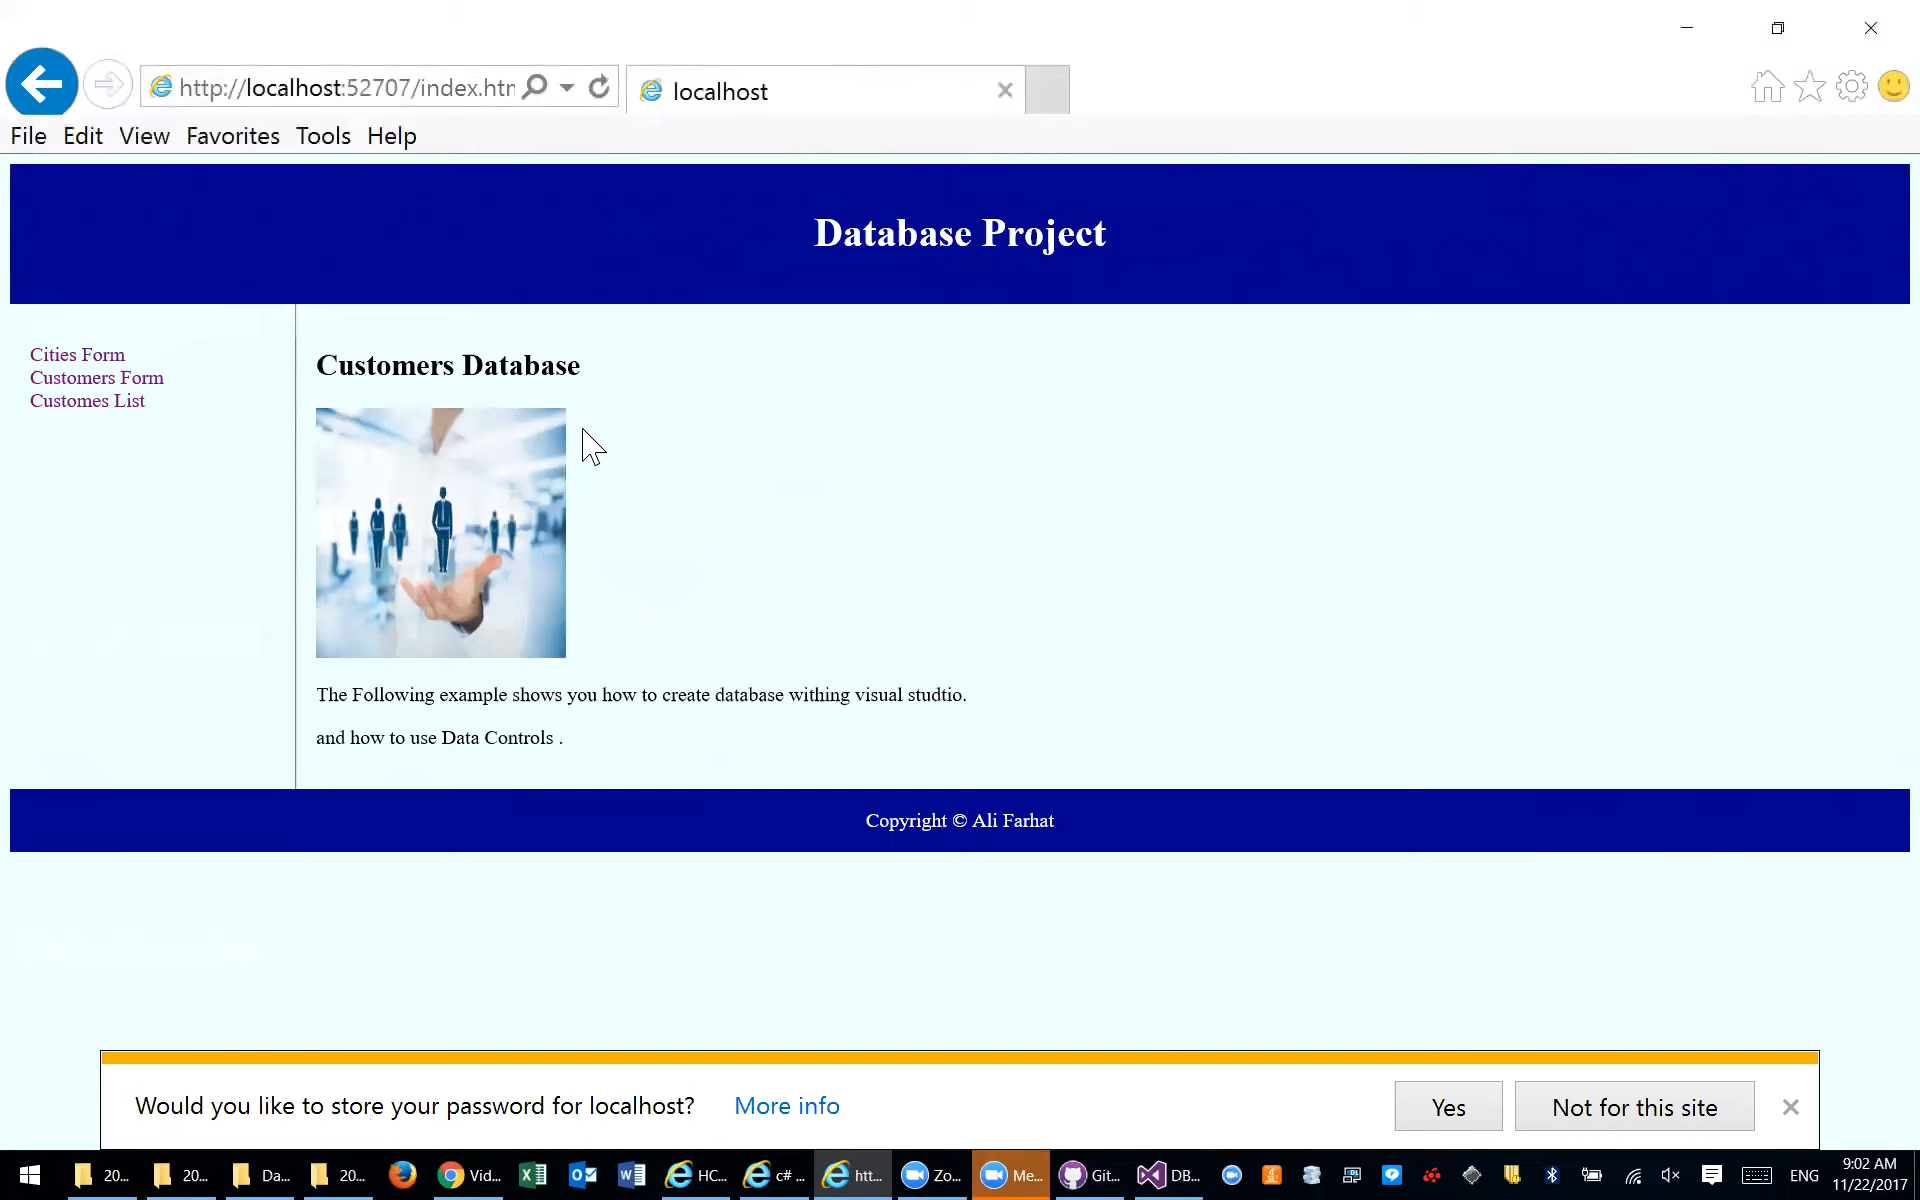 http://localhost:52707/index.htm
localhost
File Edit View Favorites Tools Help
Database Project
Cities Form
Customers Form
Customes List
Customers Database
The Following example shows you how to create database withing visual studtio.
and how to use Data Controls .
Copyright © Ali Farhat
Would you like to store your password for localhost? More info Yes Not for this site
20... 20... Da... 20... Vid... HC... c# ... htt... Zo... Me... Git... DB... ENG 9:02 AM
11/22/2017